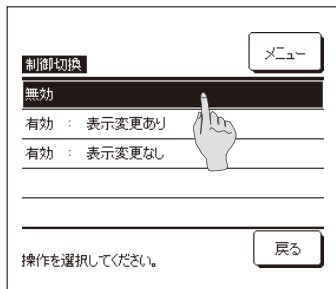 メニュー
制御切換
無効
有効 ： 表示変更あり
有効 ： 表示変更なし
操作を選択してください。
戻る